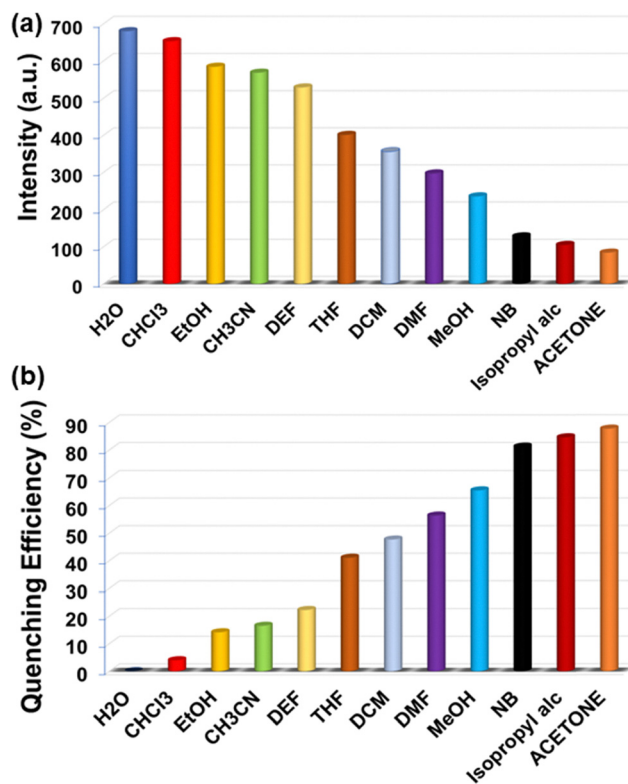 (a)
Intensity (a.u.)
700
600
500
400
300
200
100
0
H2O
CHCl3
EtOH
CH3CN
DEF
THF
DCM
DMF
MeOH
NB
Isopropyl alc
ACETONE
(b)
Quenching Efficiency (%)
90
80
70
60
50
40
30
20
10
0
H2O
CHCl3
EtOH
CH3CN
DEF
THF
DCM
DMF
MeOH
NB
Isopropyl alc
ACETONE